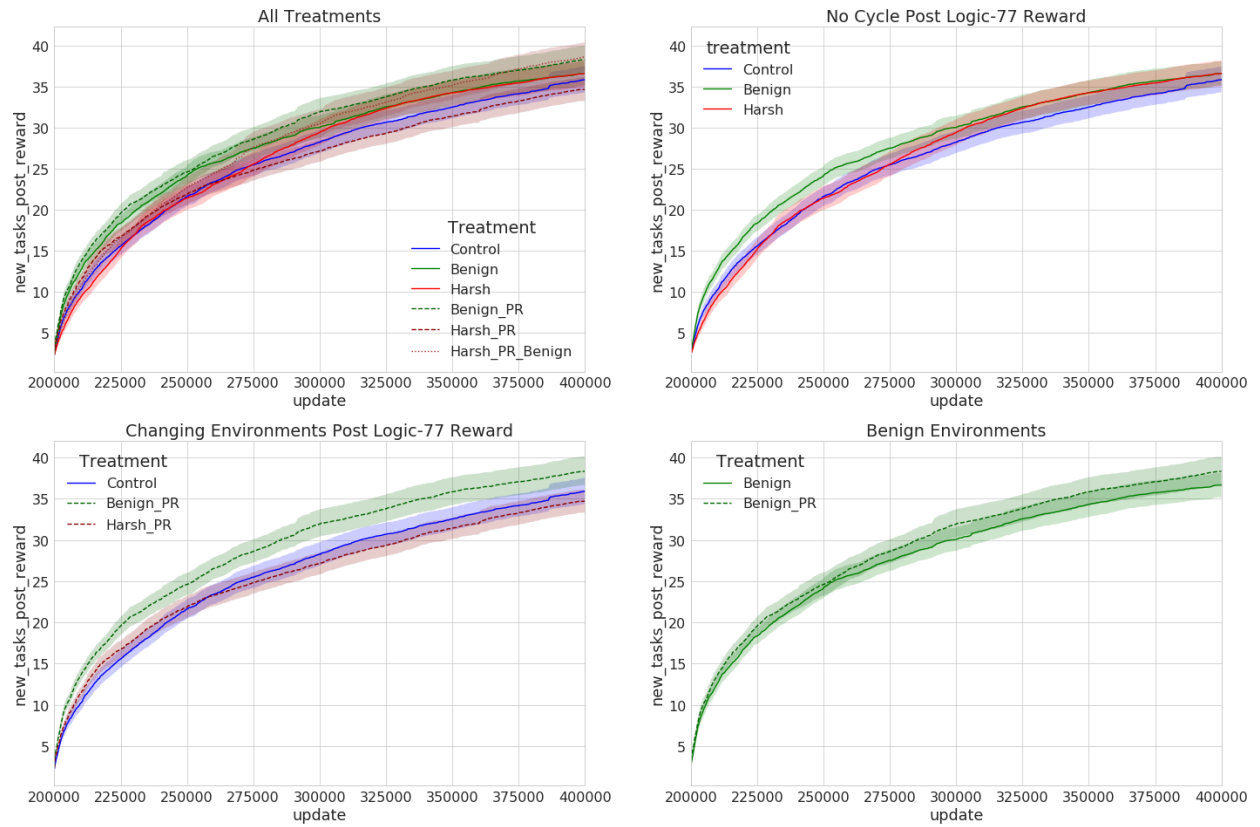 All Treatments
new_tasks_post_reward
40
35
30
25
20
15
10
5
Treatment
Control
Benign
Harsh
Benign_PR
Harsh_PR
Harsh_PR_Benign
200000 225000 250000 275000 300000 325000 350000 375000 400000
update
No Cycle Post Logic-77 Reward
new_tasks_post_reward
40
35
30
25
20
15
10
5
treatment
Control
Benign
Harsh
200000 225000 250000 275000 300000 325000 350000 375000 400000
update
Changing Environments Post Logic-77 Reward
new_tasks_post_reward
40
35
30
25
20
15
10
5
Treatment
Control
Benign_PR
Harsh_PR
200000 225000 250000 275000 300000 325000 350000 375000 400000
update
Benign Environments
new_tasks_post_reward
40
35
30
25
20
15
10
5
Treatment
Benign
Benign_PR
200000 225000 250000 275000 300000 325000 350000 375000 400000
update